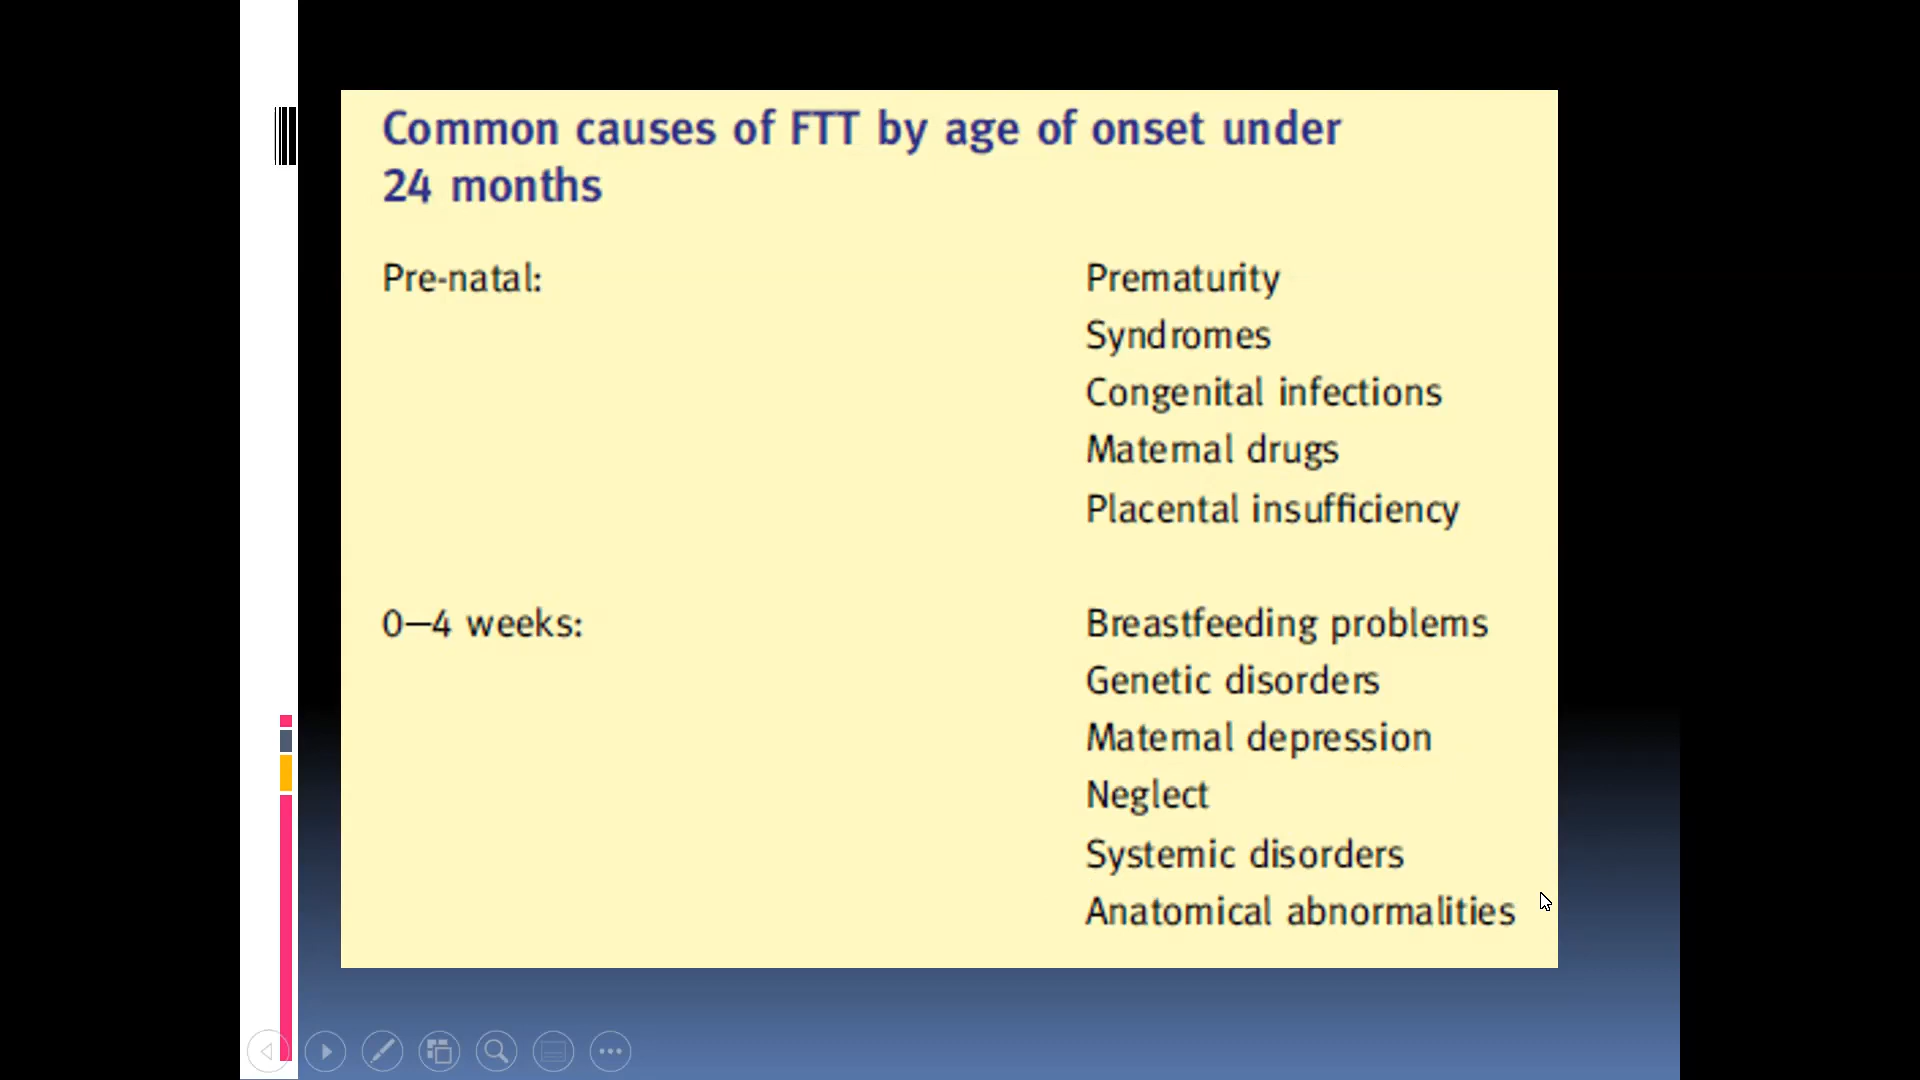 Common causes of FTT by age of onset under
24 months
Pre-natal: Prematurity
Syndromes
Congenital infections
Maternal drugs
Placental insufficiency
0–4 weeks: Breastfeeding problems
Genetic disorders
Maternal depression
Neglect
Systemic disorders
Anatomical abnormalities